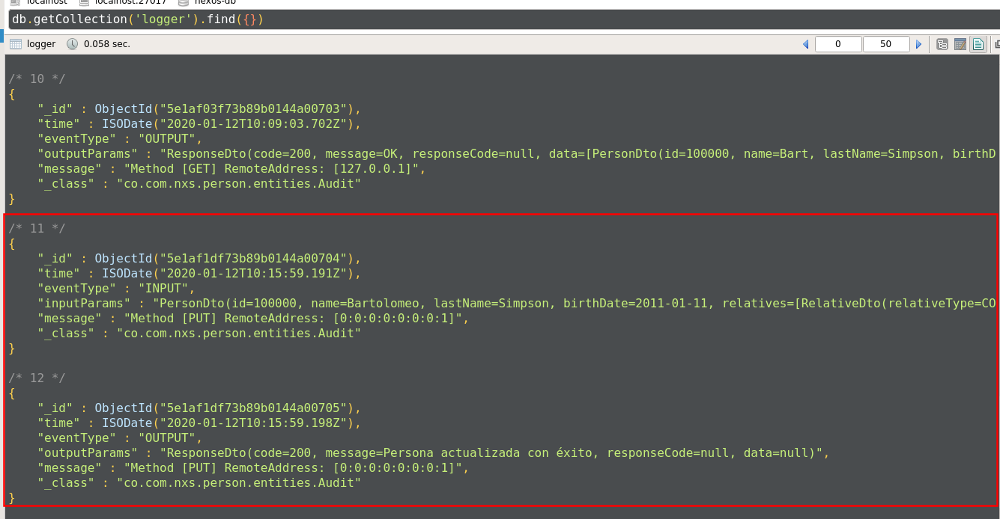 localhost localhost:27017 nexos-db
db.getCollection('logger').find({})
logger 0.058 sec. 0 50
/* 10 */
{
"_id" : ObjectId("5e1af03f73b89b0144a00703"),
"time" : ISODate("2020-01-12T10:09:03.702Z"),
"eventType" : "OUTPUT",
"outputParams" : "ResponseDto(code=200, message=OK, responseCode=null, data=[PersonDto(id=100000, name=Bart, lastName=Simpson, birthD
"message" : "Method [GET] RemoteAddress: [127.0.0.1]",
"_class" : "co.com.nxs.person.entities.Audit"
}
/* 11 */
{
"_id" : ObjectId("5e1af1df73b89b0144a00704"),
"time" : ISODate("2020-01-12T10:15:59.191Z"),
"eventType" : "INPUT",
"inputParams" : "PersonDto(id=100000, name=Bartolomeo, lastName=Simpson, birthDate=2011-01-11, relatives=[RelativeDto(relativeType=CO
"message" : "Method [PUT] RemoteAddress: [0:0:0:0:0:0:0:1]",
"_class" : "co.com.nxs.person.entities.Audit"
}
/* 12 */
{
"_id" : ObjectId("5e1af1df73b89b0144a00705"),
"time" : ISODate("2020-01-12T10:15:59.198Z"),
"eventType" : "OUTPUT",
"outputParams" : "ResponseDto(code=200, message=Persona actualizada con éxito, responseCode=null, data=null)",
"message" : "Method [PUT] RemoteAddress: [0:0:0:0:0:0:0:1]",
"_class" : "co.com.nxs.person.entities.Audit"
}